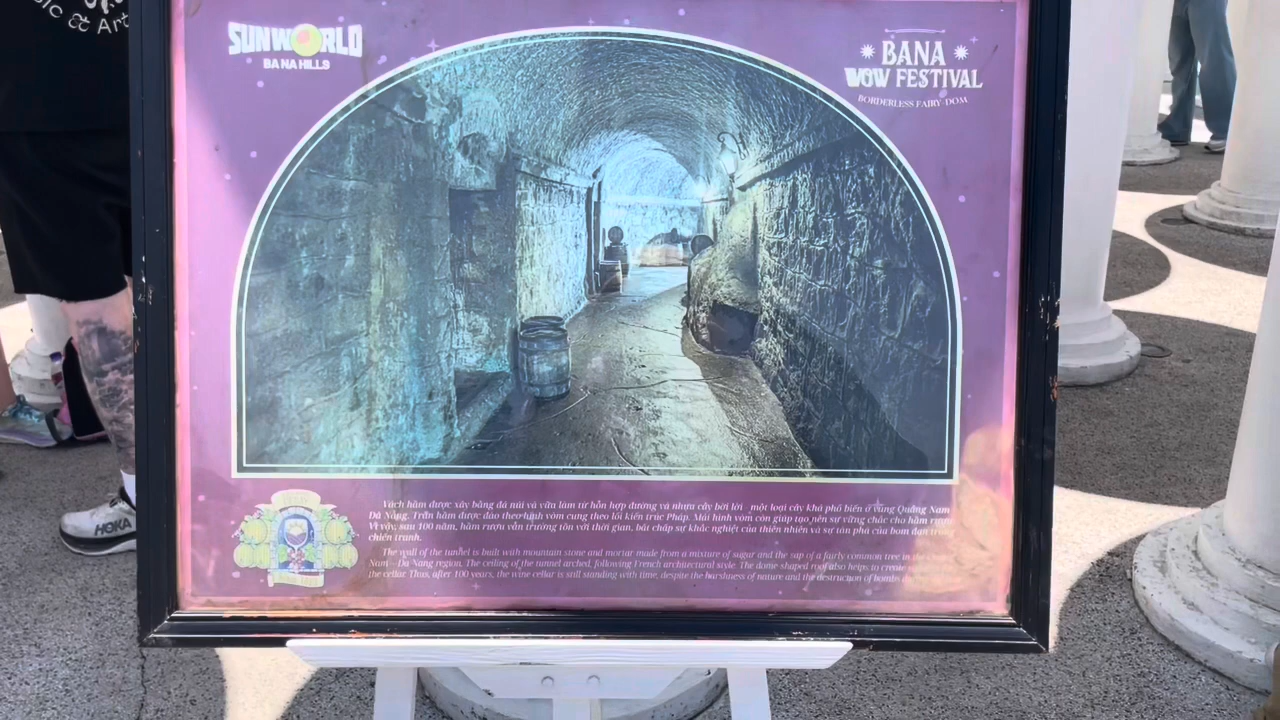 ic & Art
SUNWORLD
BA NA HILLS
BANA
WOW FESTIVAL
BORDERLESS FAIRY-DOM
Vách hầm được xây bằng đá núi và vữa làm từ hỗn hợp đường và nhựa cây bời lời _một loại cây khá phổ biến ở vùng Quảng Nam
Đà Nẵng. Trần hầm được đào theo hình vòm cung theo lối kiến trúc Pháp. Mái hình vòm còn giúp tạo nên sự vững chắc cho hầm rượu
Vì vậy, sau 100 năm, hầm rượu vẫn trường tồn với thời gian, bất chấp sự khắc nghiệt của thiên nhiên và sự tàn phá của bom đạn trong
chiến tranh.
The wall of the tunnel is built with mountain stone and mortar made from a mixture of sugar and the sap of a fairly common tree in the
Nam - Da Nang region. The ceiling of the tunnel arched, following French architectural style. The dome shaped roof also helps to create
the cellar Thus, after 100 years, the wine cellar is still standing with time, despite the harshness of nature and the destruction of bombs
HOKA